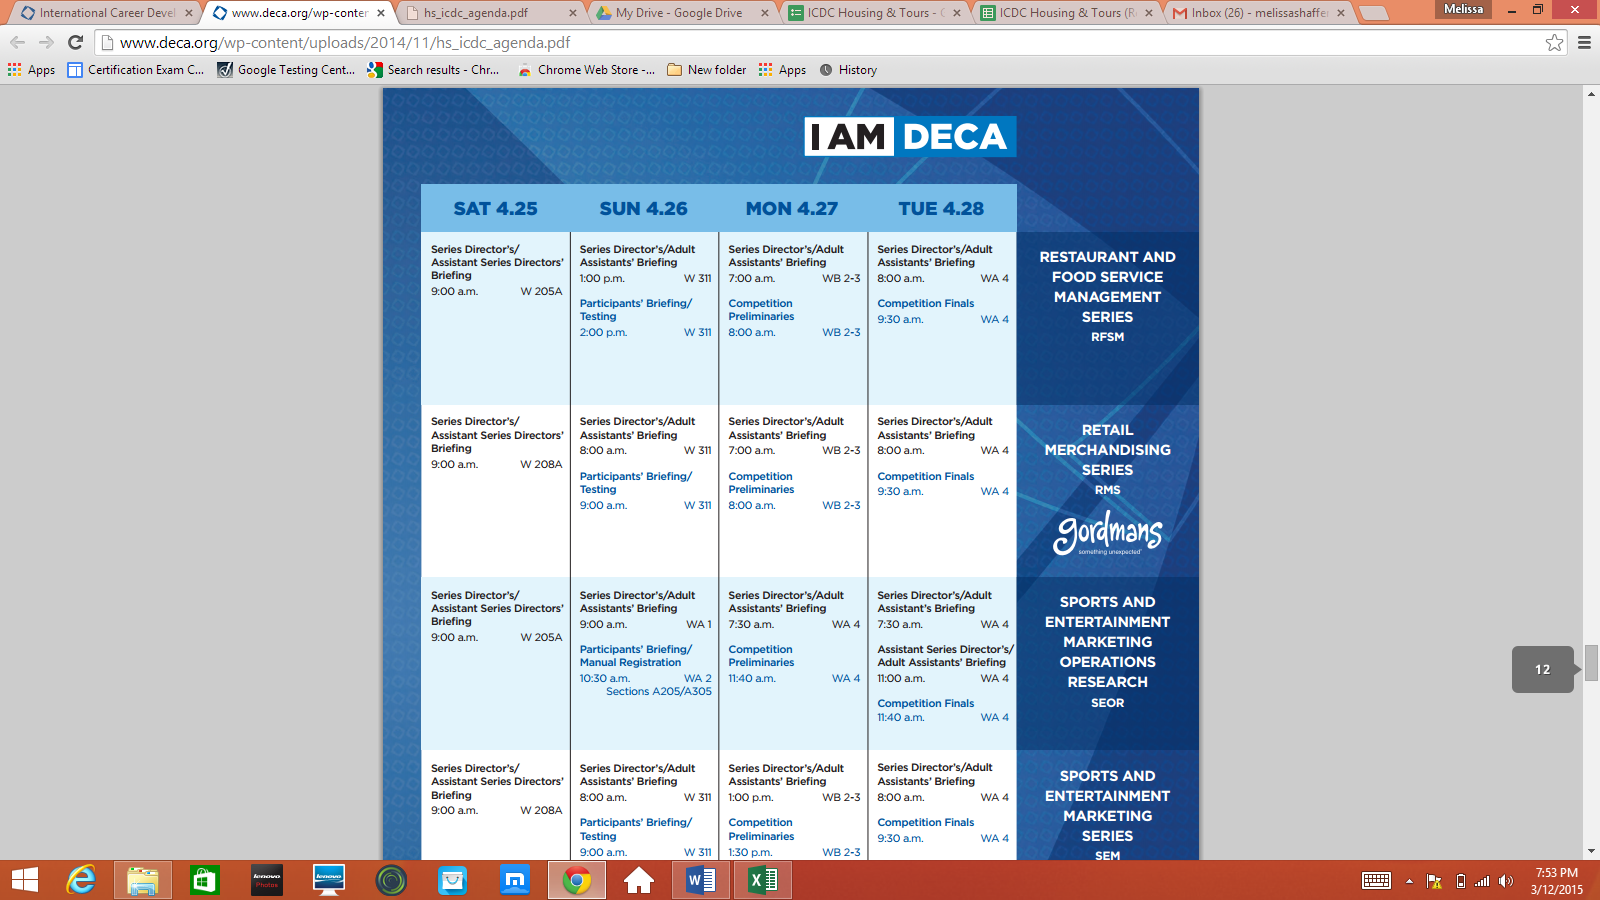 International Career Devel
www.deca.org/wp-conter
hs_icdc_agenda.pdf
My Drive - Google Drive
ICDC Housing & Tours - G
ICDC Housing & Tours (Re
Inbox (26) - melissashaffer
Melissa
www.deca.org/wp-content/uploads/2014/11/hs_icdc_agenda.pdf
Apps
Certification Exam C...
Google Testing Cent...
Search results - Chr...
Chrome Web Store -...
New folder
Apps
History
I AM DECA
SAT 4.25
SUN 4.26
MON 4.27
TUE 4.28
Series Director's/
Assistant Series Directors'
Briefing
9:00 a.m. W 205A
Series Director's/Adult
Assistants' Briefing
1:00 p.m. W 311
Participants' Briefing/
Testing
2:00 p.m. W 311
Series Director's/Adult
Assistants' Briefing
7:00 a.m. WB 2-3
Competition
Preliminaries
8:00 a.m. WB 2-3
Series Director's/Adult
Assistants' Briefing
8:00 a.m. WA 4
Competition Finals
9:30 a.m. WA 4
RESTAURANT AND
FOOD SERVICE
MANAGEMENT
SERIES
RFSM
Series Director's/
Assistant Series Directors'
Briefing
9:00 a.m. W 208A
Series Director's/Adult
Assistants' Briefing
8:00 a.m. W 311
Participants' Briefing/
Testing
9:00 a.m. W 311
Series Director's/Adult
Assistants' Briefing
7:00 a.m. WB 2-3
Competition
Preliminaries
8:00 a.m. WB 2-3
Series Director's/Adult
Assistants' Briefing
8:00 a.m. WA 4
Competition Finals
9:30 a.m. WA 4
RETAIL
MERCHANDISING
SERIES
RMS
gordmans
something unexpected
Series Director's/
Assistant Series Directors'
Briefing
9:00 a.m. W 205A
Series Director's/Adult
Assistants' Briefing
9:00 a.m. WA 1
Participants' Briefing/
Manual Registration
10:30 a.m. WA 2
Sections A205/A305
Series Director's/Adult
Assistants' Briefing
7:30 a.m. WA 4
Competition
Preliminaries
11:40 a.m. WA 4
Series Director's/Adult
Assistant's Briefing
7:30 a.m. WA 4
Assistant Series Director's/
Adult Assistants' Briefing
11:00 a.m. WA 4
Competition Finals
11:40 a.m. WA 4
SPORTS AND
ENTERTAINMENT
MARKETING
OPERATIONS
RESEARCH
SEOR
Series Director's/
Assistant Series Directors'
Briefing
9:00 a.m. W 208A
Series Director's/Adult
Assistants' Briefing
8:00 a.m. W 311
Participants' Briefing/
Testing
9:00 a.m. W 311
Series Director's/Adult
Assistants' Briefing
1:00 p.m. WB 2-3
Competition
Preliminaries
1:30 p.m. WB 2-3
Series Director's/Adult
Assistants' Briefing
8:00 a.m. WA 4
Competition Finals
9:30 a.m. WA 4
SPORTS AND
ENTERTAINMENT
MARKETING
SERIES
SEM
12
lenovo
Photos
lenovo
7:53 PM
3/12/2015